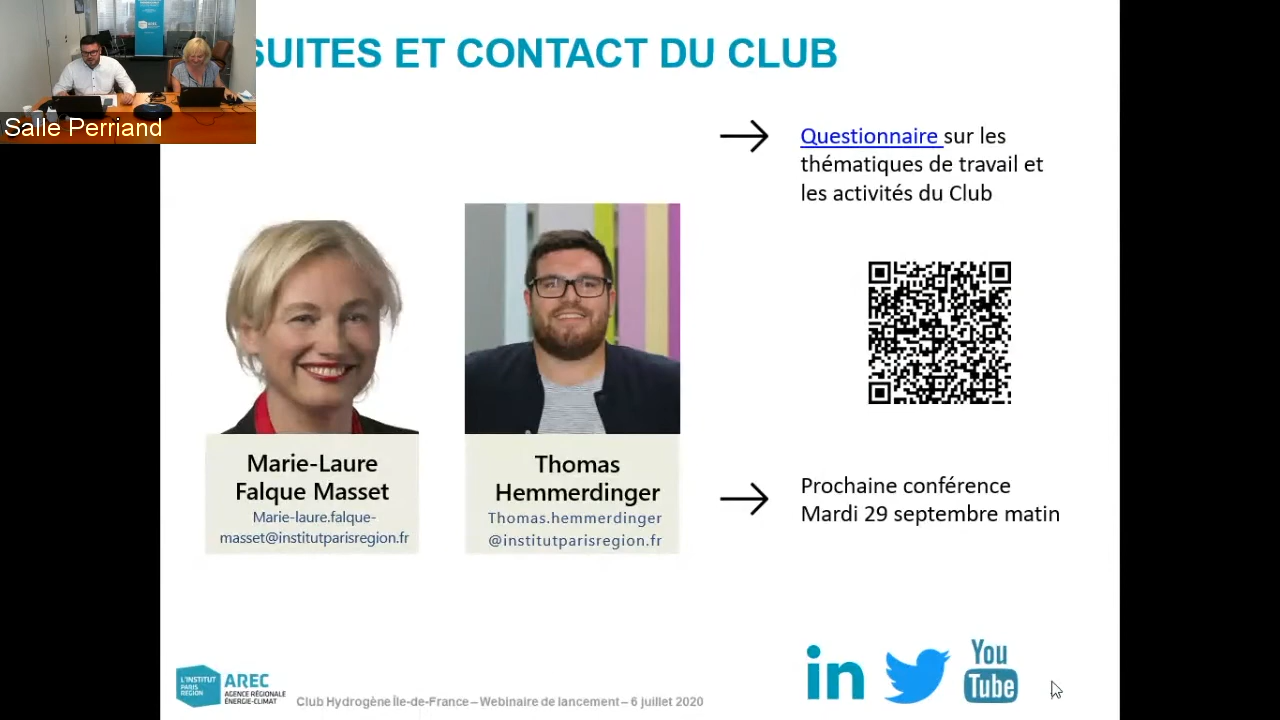 SUITES ET CONTACT DU CLUB
Salle Perriand
Questionnaire sur les
thématiques de travail et
les activités du Club
Marie-Laure
Falque Masset
Marie-laure.falque-
masset@institutparisregion.fr
Thomas
Hemmerdinger
Thomas.hemmerdinger
@institutparisregion.fr
Prochaine conférence
Mardi 29 septembre matin
L'INSTITUT
PARIS
REGION
AREC
AGENCE RÉGIONALE
ÉNERGIE-CLIMAT
Club Hydrogène Île-de-France – Webinaire de lancement – 6 juillet 2020
in
You
Tube